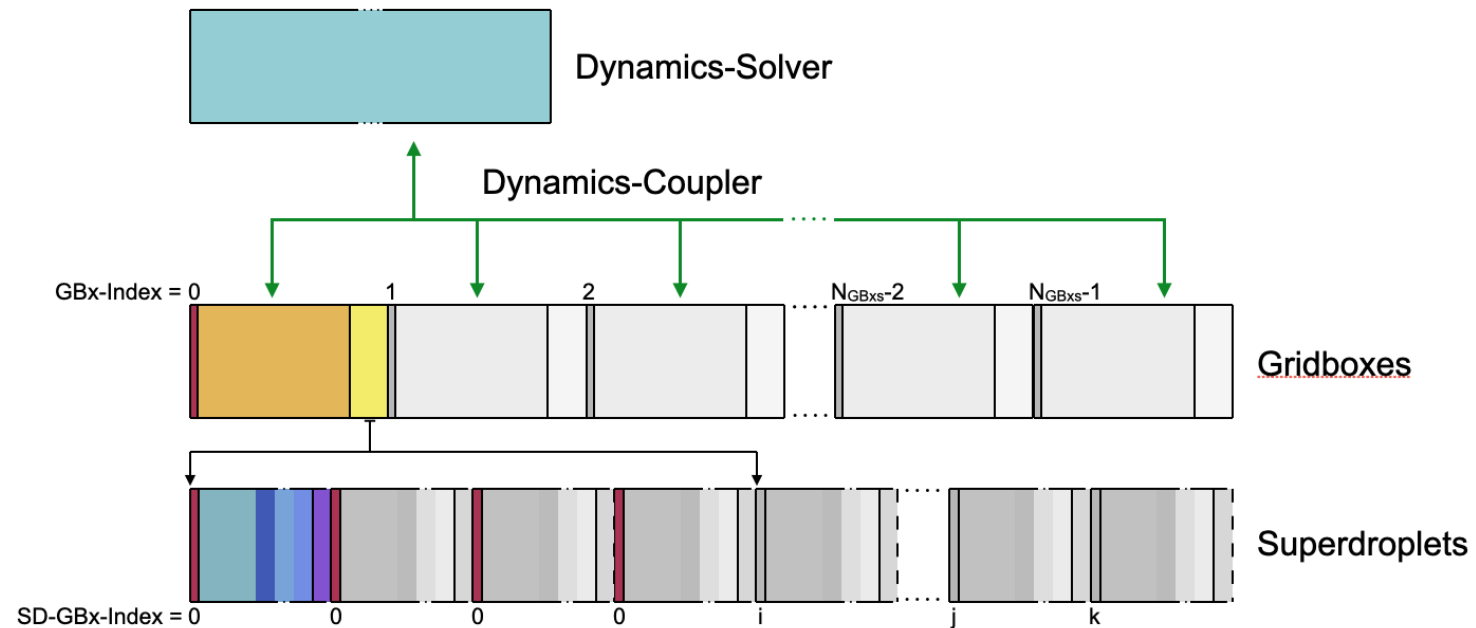 Dynamics-Solver
Dynamics-Coupler
GBx-Index = 0 1 2 NGBxs-2 NGBxs-1
Gridboxes
Superdroplets
SD-GBx-Index = 0 0 0 0 i j k